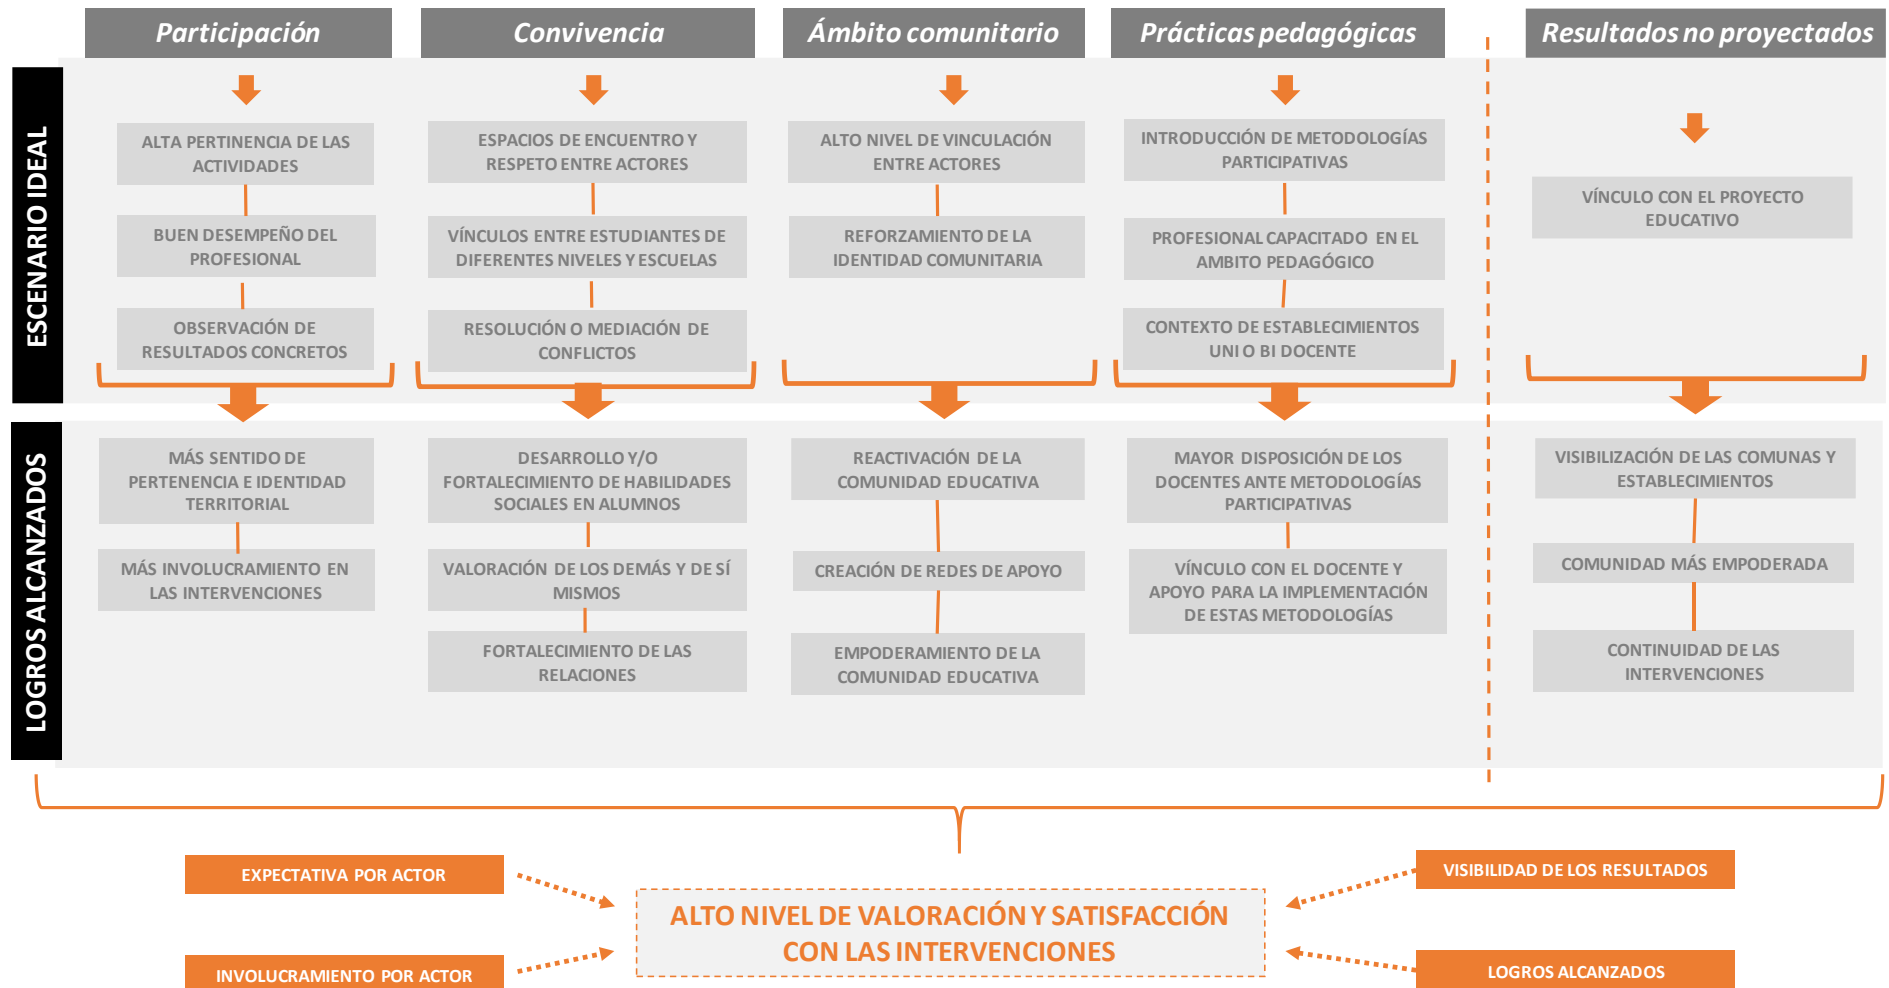 Participación
Convivencia
Ámbito comunitario
Prácticas pedagógicas
Resultados no proyectados
ESCENARIO IDEAL
ALTA PERTINENCIA DE LAS
ACTIVIDADES
BUEN DESEMPEÑO DEL
PROFESIONAL
OBSERVACIÓN DE
RESULTADOS CONCRETOS
ESPACIOS DE ENCUENTRO Y
RESPETO ENTRE ACTORES
VÍNCULOS ENTRE ESTUDIANTES DE
DIFERENTES NIVELES Y ESCUELAS
RESOLUCIÓN O MEDIACIÓN DE
CONFLICTOS
ALTO NIVEL DE VINCULACIÓN
ENTRE ACTORES
REFORZAMIENTO DE LA
IDENTIDAD COMUNITARIA
INTRODUCCIÓN DE METODOLOGÍAS
PARTICIPATIVAS
PROFESIONAL CAPACITADO EN EL
AMBITO PEDAGÓGICO
CONTEXTO DE ESTABLECIMIENTOS
UNI O BI DOCENTE
VÍNCULO CON EL PROYECTO
EDUCATIVO
LOGROS ALCANZADOS
MÁS SENTIDO DE
PERTENENCIA E IDENTIDAD
TERRITORIAL
MÁS INVOLUCRAMIENTO EN
LAS INTERVENCIONES
DESARROLLO Y/O
FORTALECIMIENTO DE HABILIDADES
SOCIALES EN ALUMNOS
VALORACIÓN DE LOS DEMÁS Y DE SÍ
MISMOS
FORTALECIMIENTO DE LAS
RELACIONES
REACTIVACIÓN DE LA
COMUNIDAD EDUCATIVA
CREACIÓN DE REDES DE APOYO
EMPODERAMIENTO DE LA
COMUNIDAD EDUCATIVA
MAYOR DISPOSICIÓN DE LOS
DOCENTES ANTE METODOLOGÍAS
PARTICIPATIVAS
VÍNCULO CON EL DOCENTE Y
APOYO PARA LA IMPLEMENTACIÓN
DE ESTAS METODOLOGÍAS
VISIBILIZACIÓN DE LAS COMUNAS Y
ESTABLECIMIENTOS
COMUNIDAD MÁS EMPODERADA
CONTINUIDAD DE LAS
INTERVENCIONES
EXPECTATIVA POR ACTOR
INVOLUCRAMIENTO POR ACTOR
ALTO NIVEL DE VALORACIÓN Y SATISFACCIÓN
CON LAS INTERVENCIONES
VISIBILIDAD DE LOS RESULTADOS
LOGROS ALCANZADOS